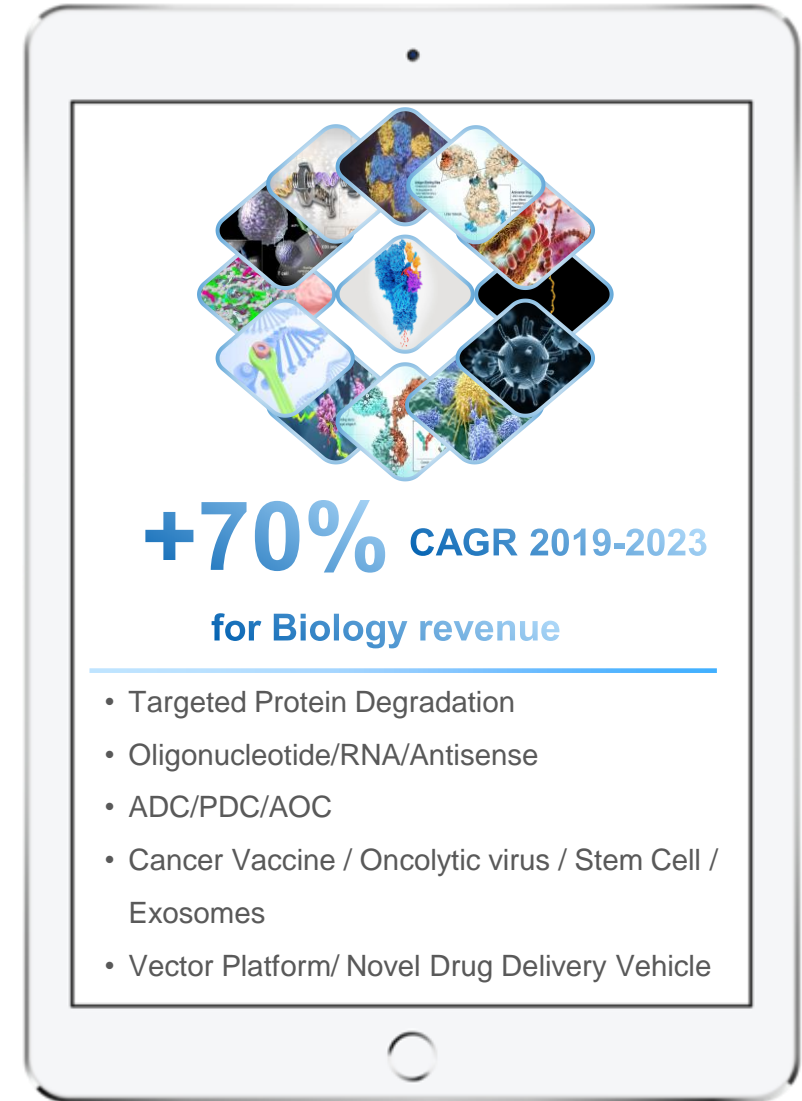 +70% CAGR 2019-2023
for Biology revenue
• Targeted Protein Degradation
• Oligonucleotide/RNA/Antisense
• ADC/PDC/AOC
• Cancer Vaccine / Oncolytic virus / Stem Cell /
Exosomes
• Vector Platform/ Novel Drug Delivery Vehicle